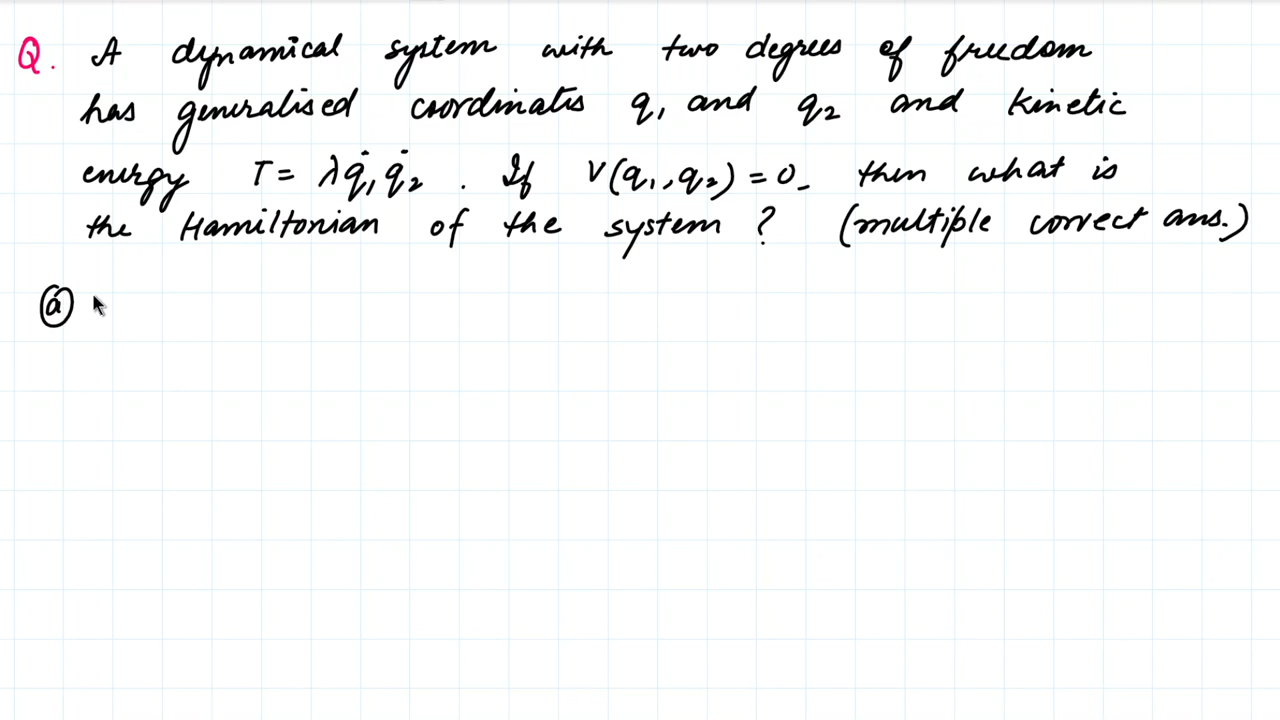 Q. A dynamical system with two degrees of freedom
has generalised coordinates q₁ and q₂ and kinetic
energy T = λq̇₁q̇₂ . If V(q₁, q₂) = 0 then what is
the Hamiltonian of the system ? (multiple correct ans.)
ⓐ